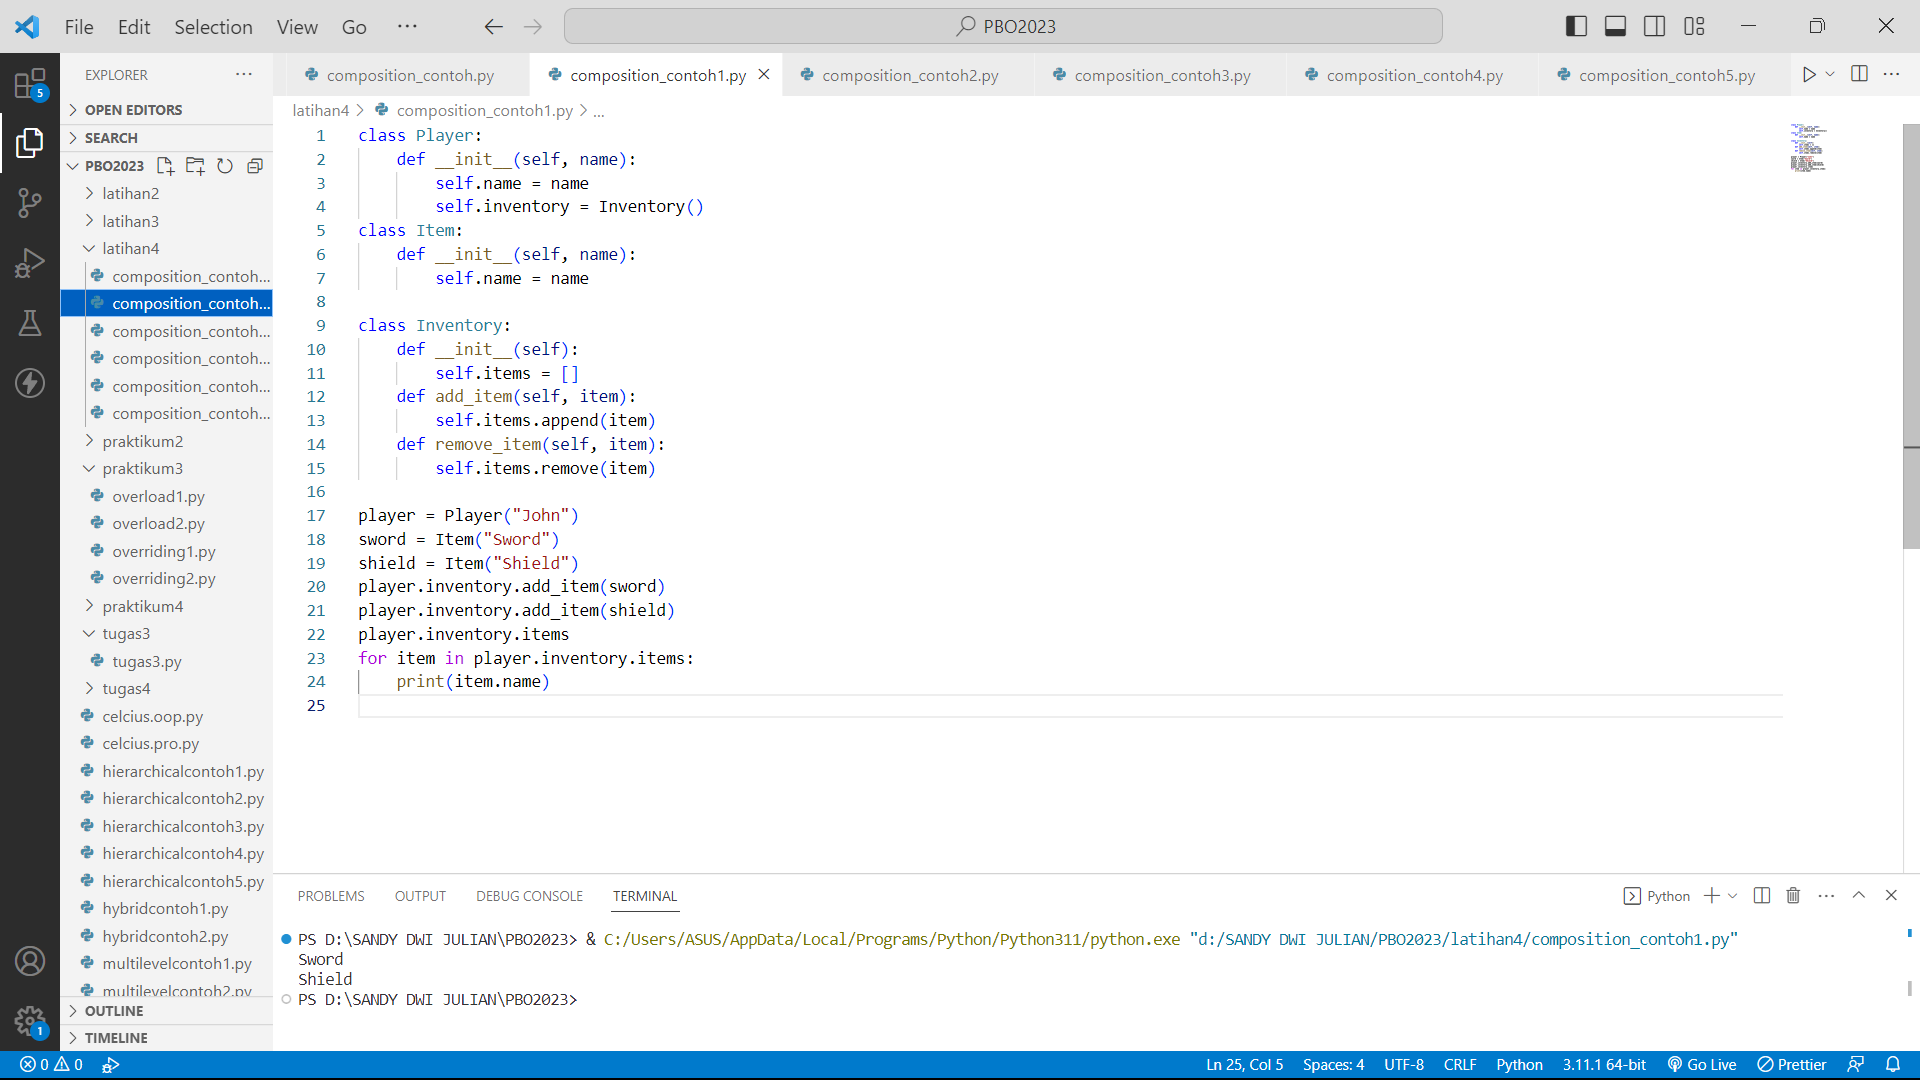 File Edit Selection View Go ··· PBO2023
5
EXPLORER ···
OPEN EDITORS
SEARCH
PBO2023
latihan2
latihan3
latihan4
composition_contoh...
composition_contoh...
composition_contoh...
composition_contoh...
composition_contoh...
composition_contoh...
praktikum2
praktikum3
overload1.py
overload2.py
overriding1.py
overriding2.py
praktikum4
tugas3
tugas3.py
tugas4
celcius.oop.py
celcius.pro.py
hierarchicalcontoh1.py
hierarchicalcontoh2.py
hierarchicalcontoh3.py
hierarchicalcontoh4.py
hierarchicalcontoh5.py
hybridcontoh1.py
hybridcontoh2.py
multilevelcontoh1.py
multilevelcontoh2.py
OUTLINE
TIMELINE
1
composition_contoh.py composition_contoh1.py composition_contoh2.py composition_contoh3.py composition_contoh4.py composition_contoh5.py
latihan4 > composition_contoh1.py > ...
1 class Player:
2     def __init__(self, name):
3         self.name = name
4         self.inventory = Inventory()
5 class Item:
6     def __init__(self, name):
7         self.name = name
8
9 class Inventory:
10     def __init__(self):
11         self.items = []
12     def add_item(self, item):
13         self.items.append(item)
14     def remove_item(self, item):
15         self.items.remove(item)
16
17 player = Player("John")
18 sword = Item("Sword")
19 shield = Item("Shield")
20 player.inventory.add_item(sword)
21 player.inventory.add_item(shield)
22 player.inventory.items
23 for item in player.inventory.items:
24     print(item.name)
25
PROBLEMS OUTPUT DEBUG CONSOLE TERMINAL Python
PS D:\SANDY DWI JULIAN\PBO2023> & C:/Users/ASUS/AppData/Local/Programs/Python/Python311/python.exe "d:/SANDY DWI JULIAN/PBO2023/latihan4/composition_contoh1.py"
Sword
Shield
PS D:\SANDY DWI JULIAN\PBO2023>
0 0 Ln 25, Col 5 Spaces: 4 UTF-8 CRLF Python 3.11.1 64-bit Go Live Prettier